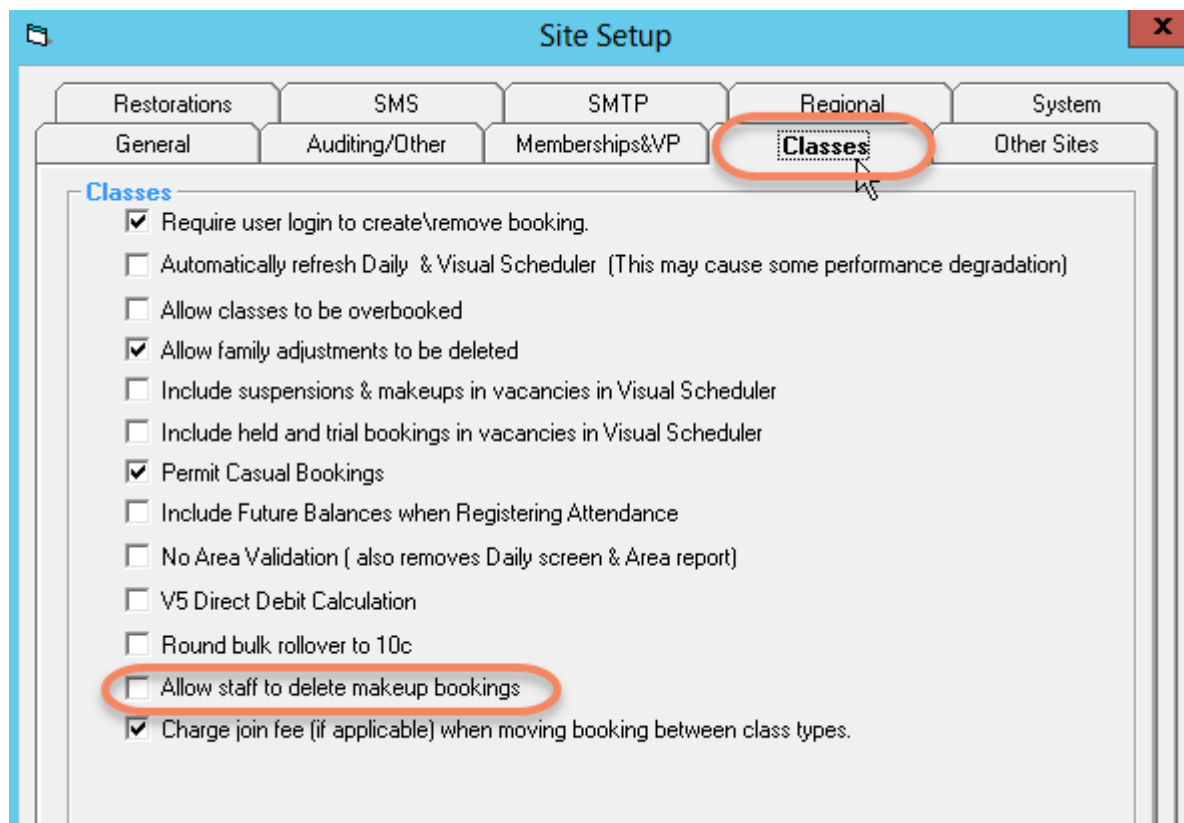 Site Setup
X
Restorations SMS SMTP Regional System
General Auditing/Other Memberships&VP Classes Other Sites
Classes
Require user login to create\remove booking.
Automatically refresh Daily & Visual Scheduler (This may cause some performance degradation)
Allow classes to be overbooked
Allow family adjustments to be deleted
Include suspensions & makeups in vacancies in Visual Scheduler
Include held and trial bookings in vacancies in Visual Scheduler
Permit Casual Bookings
Include Future Balances when Registering Attendance
No Area Validation ( also removes Daily screen & Area report)
V5 Direct Debit Calculation
Round bulk rollover to 10c
Allow staff to delete makeup bookings
Charge join fee (if applicable) when moving booking between class types.